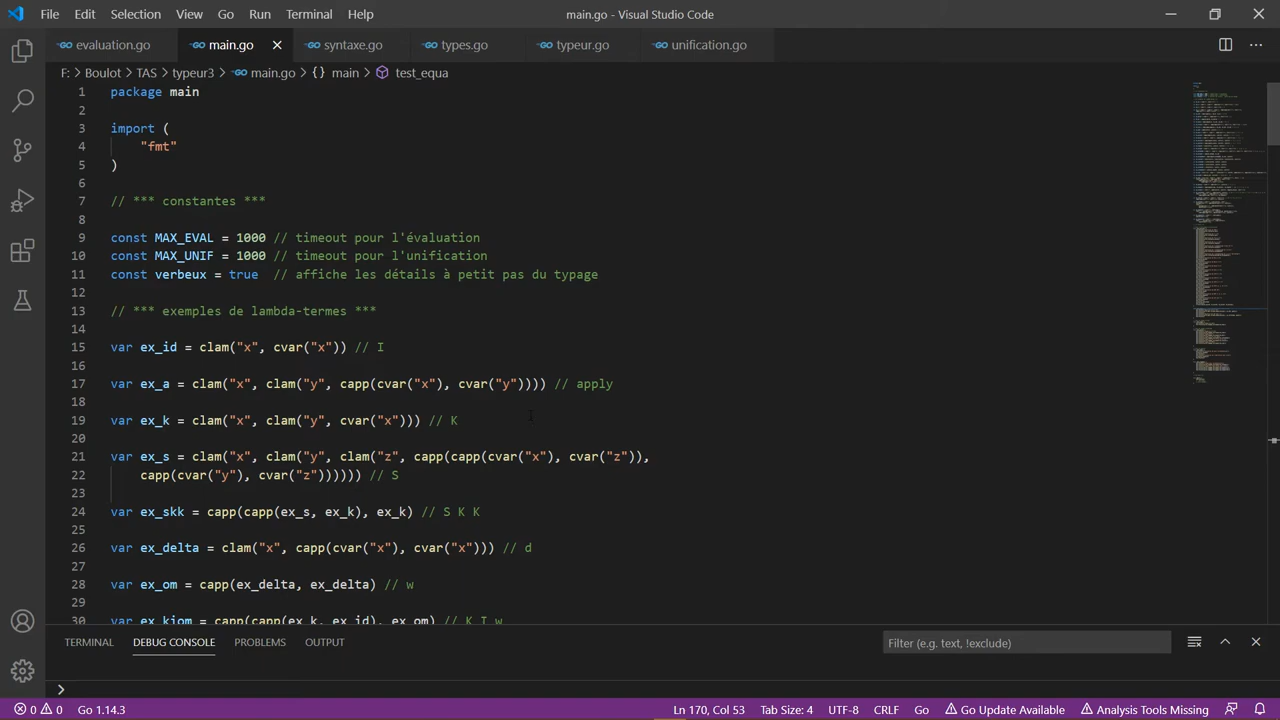 File Edit Selection View Go Run Terminal Help main.go - Visual Studio Code
evaluation.go main.go syntaxe.go types.go typeur.go unification.go
F: > Boulot > TAS > typeur3 > main.go > {} main > test_equa
1 package main
2
3 import (
4 "fmt"
5 )
6
7 // *** constantes ***
8
9 const MAX_EVAL = 1000 // timeout pour l'évaluation
10 const MAX_UNIF = 1000 // timeout pour l'unification
11 const verbeux = true // affiche les détails à petit pas du typage
12
13 // *** exemples de lambda-termes ***
14
15 var ex_id = clam("x", cvar("x")) // I
16
17 var ex_a = clam("x", clam("y", capp(cvar("x"), cvar("y")))) // apply
18
19 var ex_k = clam("x", clam("y", cvar("x"))) // K
20
21 var ex_s = clam("x", clam("y", clam("z", capp(capp(cvar("x"), cvar("z")),
22 capp(cvar("y"), cvar("z")))))) // S
23
24 var ex_skk = capp(capp(ex_s, ex_k), ex_k) // S K K
25
26 var ex_delta = clam("x", capp(cvar("x"), cvar("x"))) // d
27
28 var ex_om = capp(ex_delta, ex_delta) // w
29
30 var ex_kiom = capp(capp(ex_k, ex_id), ex_om) // K I w
TERMINAL DEBUG CONSOLE PROBLEMS OUTPUT Filter (e.g. text, !exclude)
0 0 Go 1.14.3 Ln 170, Col 53 Tab Size: 4 UTF-8 CRLF Go Go Update Available Analysis Tools Missing